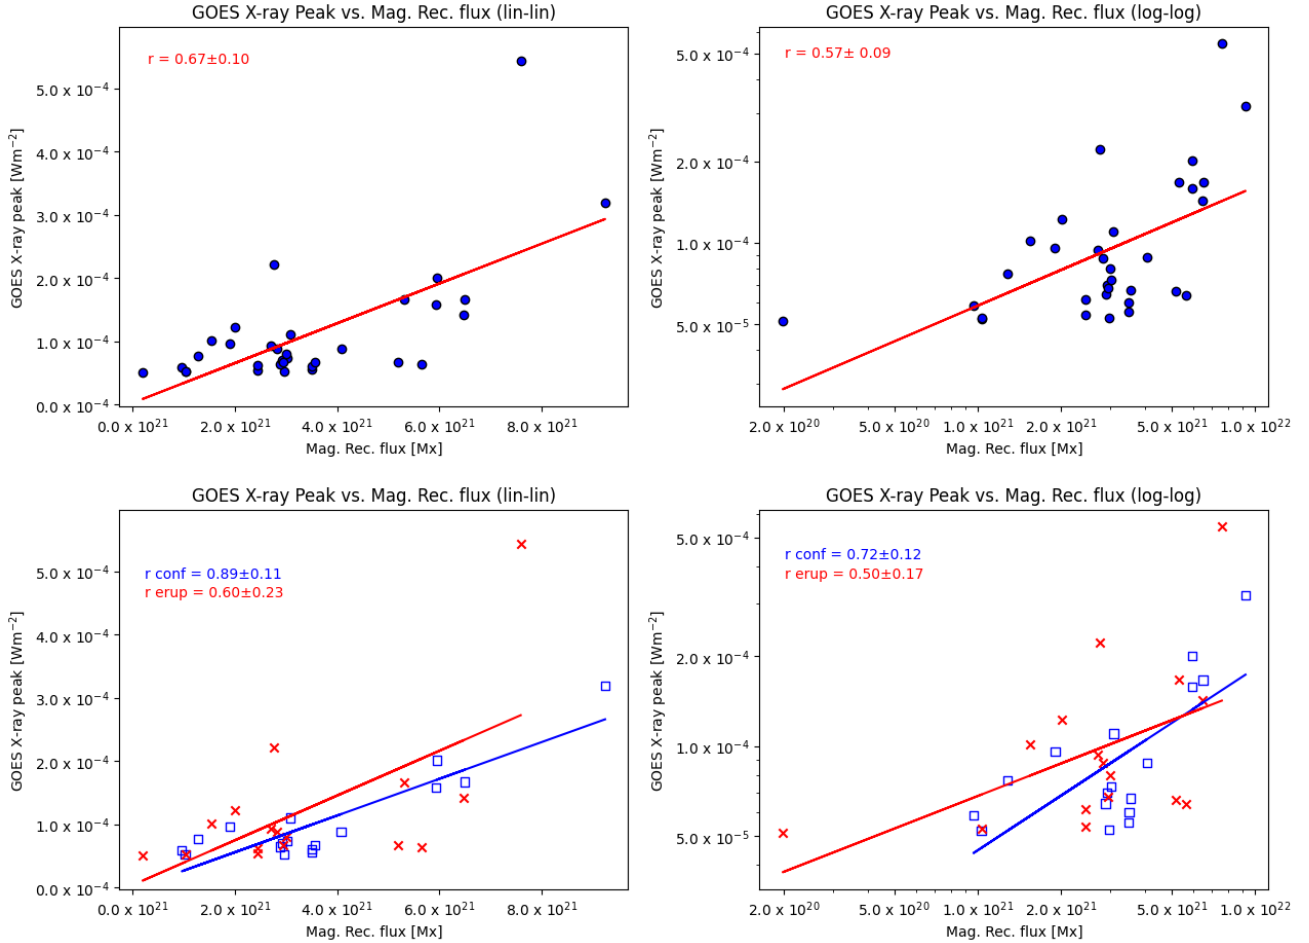 GOES X-ray Peak vs. Mag. Rec. flux (lin-lin)
r = 0.67±0.10
GOES X-ray peak [Wm⁻²]
5.0 x 10⁻⁴
4.0 x 10⁻⁴
3.0 x 10⁻⁴
2.0 x 10⁻⁴
1.0 x 10⁻⁴
0.0 x 10⁻⁴
0.0 x 10²¹ 2.0 x 10²¹ 4.0 x 10²¹ 6.0 x 10²¹ 8.0 x 10²¹
Mag. Rec. flux [Mx]
GOES X-ray Peak vs. Mag. Rec. flux (log-log)
r = 0.57± 0.09
GOES X-ray peak [Wm⁻²]
5.0 x 10⁻⁴
2.0 x 10⁻⁴
1.0 x 10⁻⁴
5.0 x 10⁻⁵
2.0 x 10²⁰ 5.0 x 10²⁰ 1.0 x 10²¹ 2.0 x 10²¹ 5.0 x 10²¹ 1.0 x 10²²
Mag. Rec. flux [Mx]
GOES X-ray Peak vs. Mag. Rec. flux (lin-lin)
r conf = 0.89±0.11
r erup = 0.60±0.23
GOES X-ray peak [Wm⁻²]
5.0 x 10⁻⁴
4.0 x 10⁻⁴
3.0 x 10⁻⁴
2.0 x 10⁻⁴
1.0 x 10⁻⁴
0.0 x 10⁻⁴
0.0 x 10²¹ 2.0 x 10²¹ 4.0 x 10²¹ 6.0 x 10²¹ 8.0 x 10²¹
Mag. Rec. flux [Mx]
GOES X-ray Peak vs. Mag. Rec. flux (log-log)
r conf = 0.72±0.12
r erup = 0.50±0.17
GOES X-ray peak [Wm⁻²]
5.0 x 10⁻⁴
2.0 x 10⁻⁴
1.0 x 10⁻⁴
5.0 x 10⁻⁵
2.0 x 10²⁰ 5.0 x 10²⁰ 1.0 x 10²¹ 2.0 x 10²¹ 5.0 x 10²¹ 1.0 x 10²²
Mag. Rec. flux [Mx]